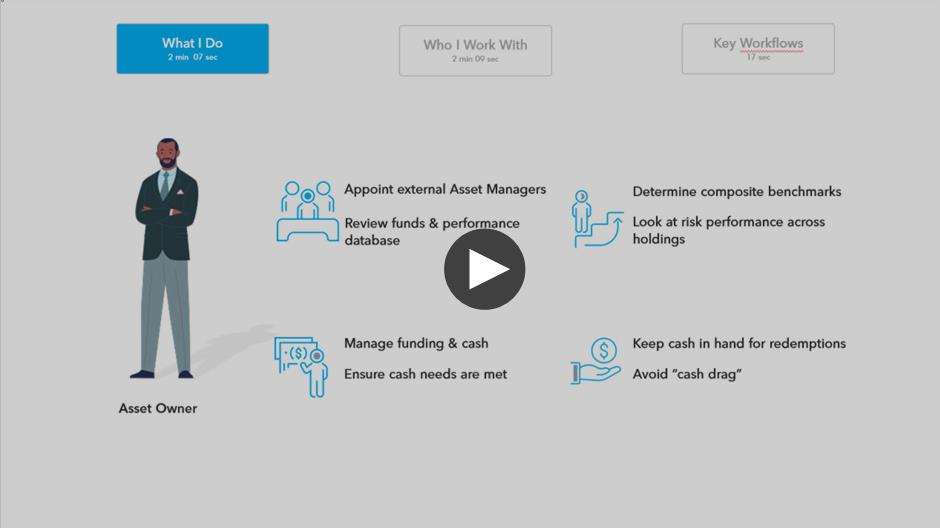 What I Do
2 min 07 sec
Who I Work With
2 min 09 sec
Key Workflows
17 sec
Appoint external Asset Managers
Review funds & performance
database
Determine composite benchmarks
Look at risk performance across
holdings
Manage funding & cash
Ensure cash needs are met
($)
Keep cash in hand for redemptions
Avoid "cash drag"
$
Asset Owner